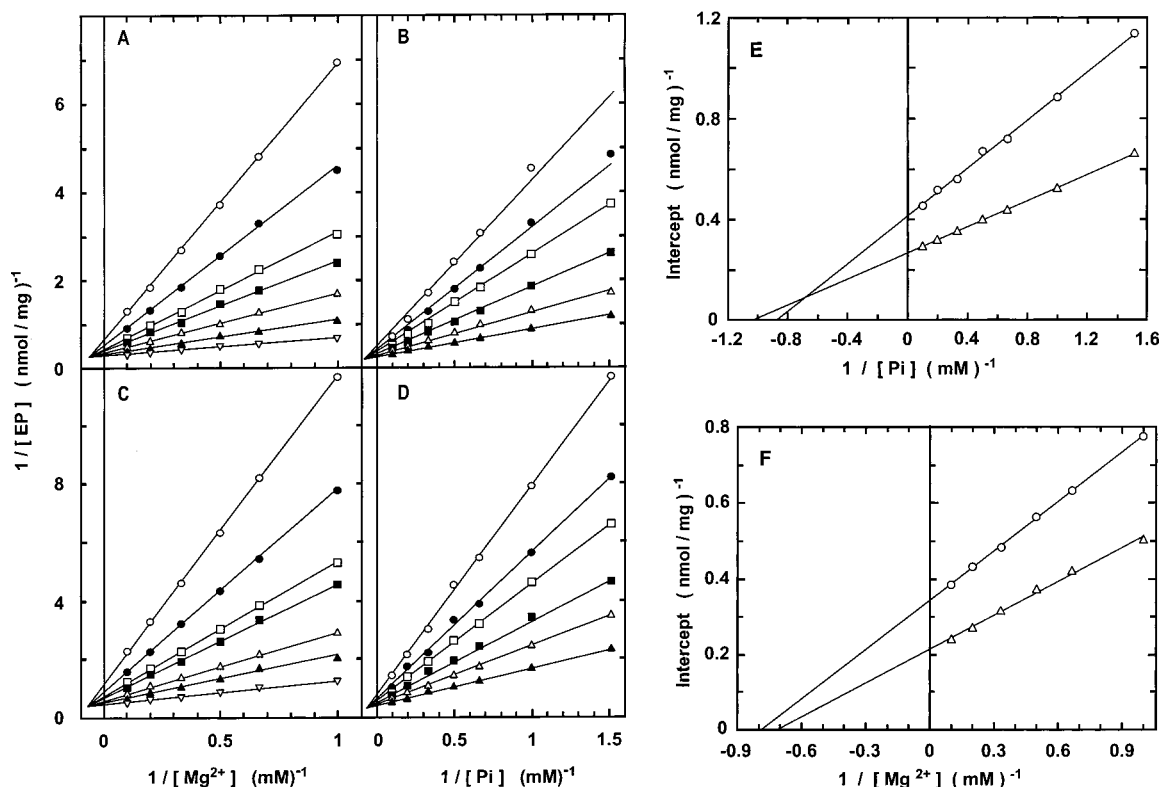 A
B
6
4
2
0
1 / [ EP ] ( nmol / mg )⁻¹
C
D
8
4
0
0
0.5
1
0
0.5
1.0
1.5
1 / [ Mg²⁺ ] (mM)⁻¹
1 / [ Pi ] (mM)⁻¹
E
1.2
0.8
0.4
0
Intercept ( nmol / mg )⁻¹
-1.2
-0.8
-0.4
0
0.4
0.8
1.2
1.6
1 / [ Pi ] ( mM )⁻¹
F
0.8
0.6
0.4
0.2
0
Intercept ( nmol / mg )⁻¹
-0.9
-0.6
-0.3
0
0.3
0.6
0.9
1 / [ Mg²⁺ ] ( mM )⁻¹